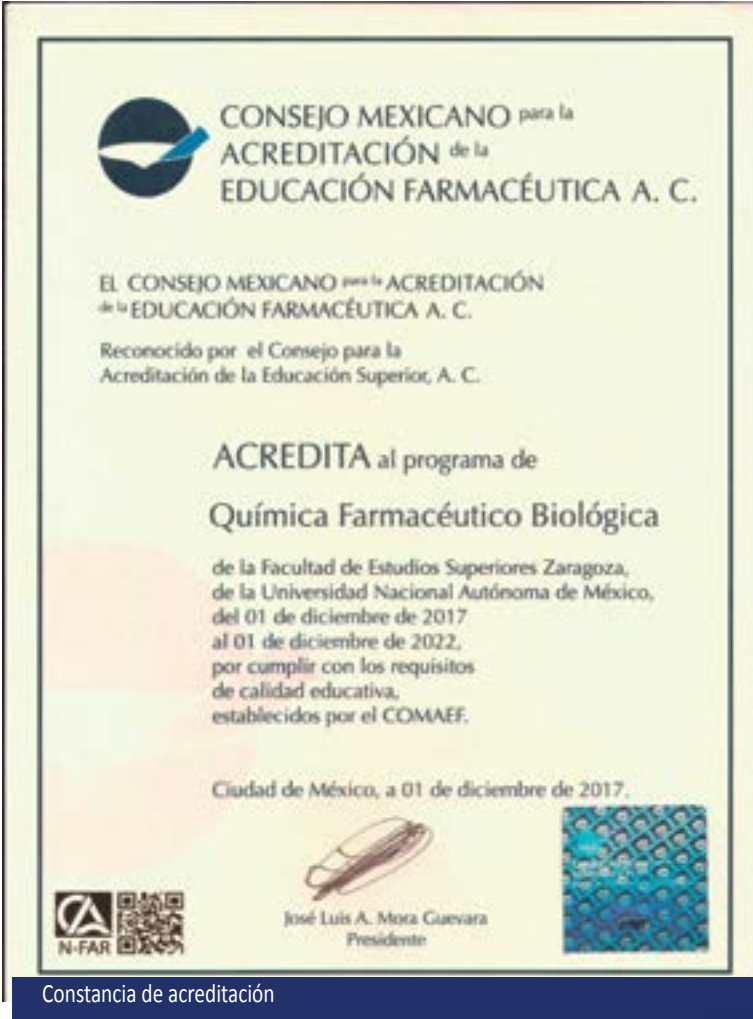 CONSEJO MEXICANO para la
ACREDITACIÓN de la
EDUCACIÓN FARMACÉUTICA A. C.
EL CONSEJO MEXICANO para la ACREDITACIÓN
de la EDUCACIÓN FARMACÉUTICA A. C.
Reconocido por el Consejo para la
Acreditación de la Educación Superior, A. C.
ACREDITA al programa de
Química Farmacéutico Biológica
de la Facultad de Estudios Superiores Zaragoza,
de la Universidad Nacional Autónoma de México,
del 01 de diciembre de 2017
al 01 de diciembre de 2022,
por cumplir con los requisitos
de calidad educativa,
establecidos por el COMAEF.
Ciudad de México, a 01 de diciembre de 2017.
José Luis A. Mora Guevara
Presidente
N-FAR
Constancia de acreditación